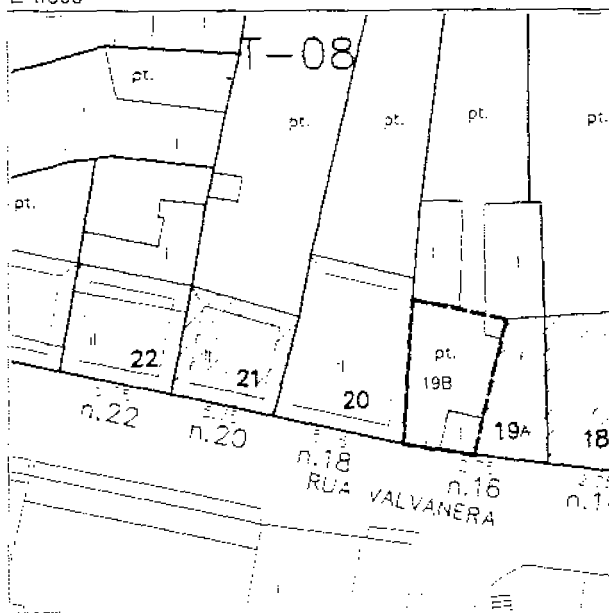 T-08
pt.
pt.
pt.
pt.
pt.
pt.
pt.
19B
22
21
20
19A
18
n.22
n.20
n.18
n.16
RUA VALVANERA